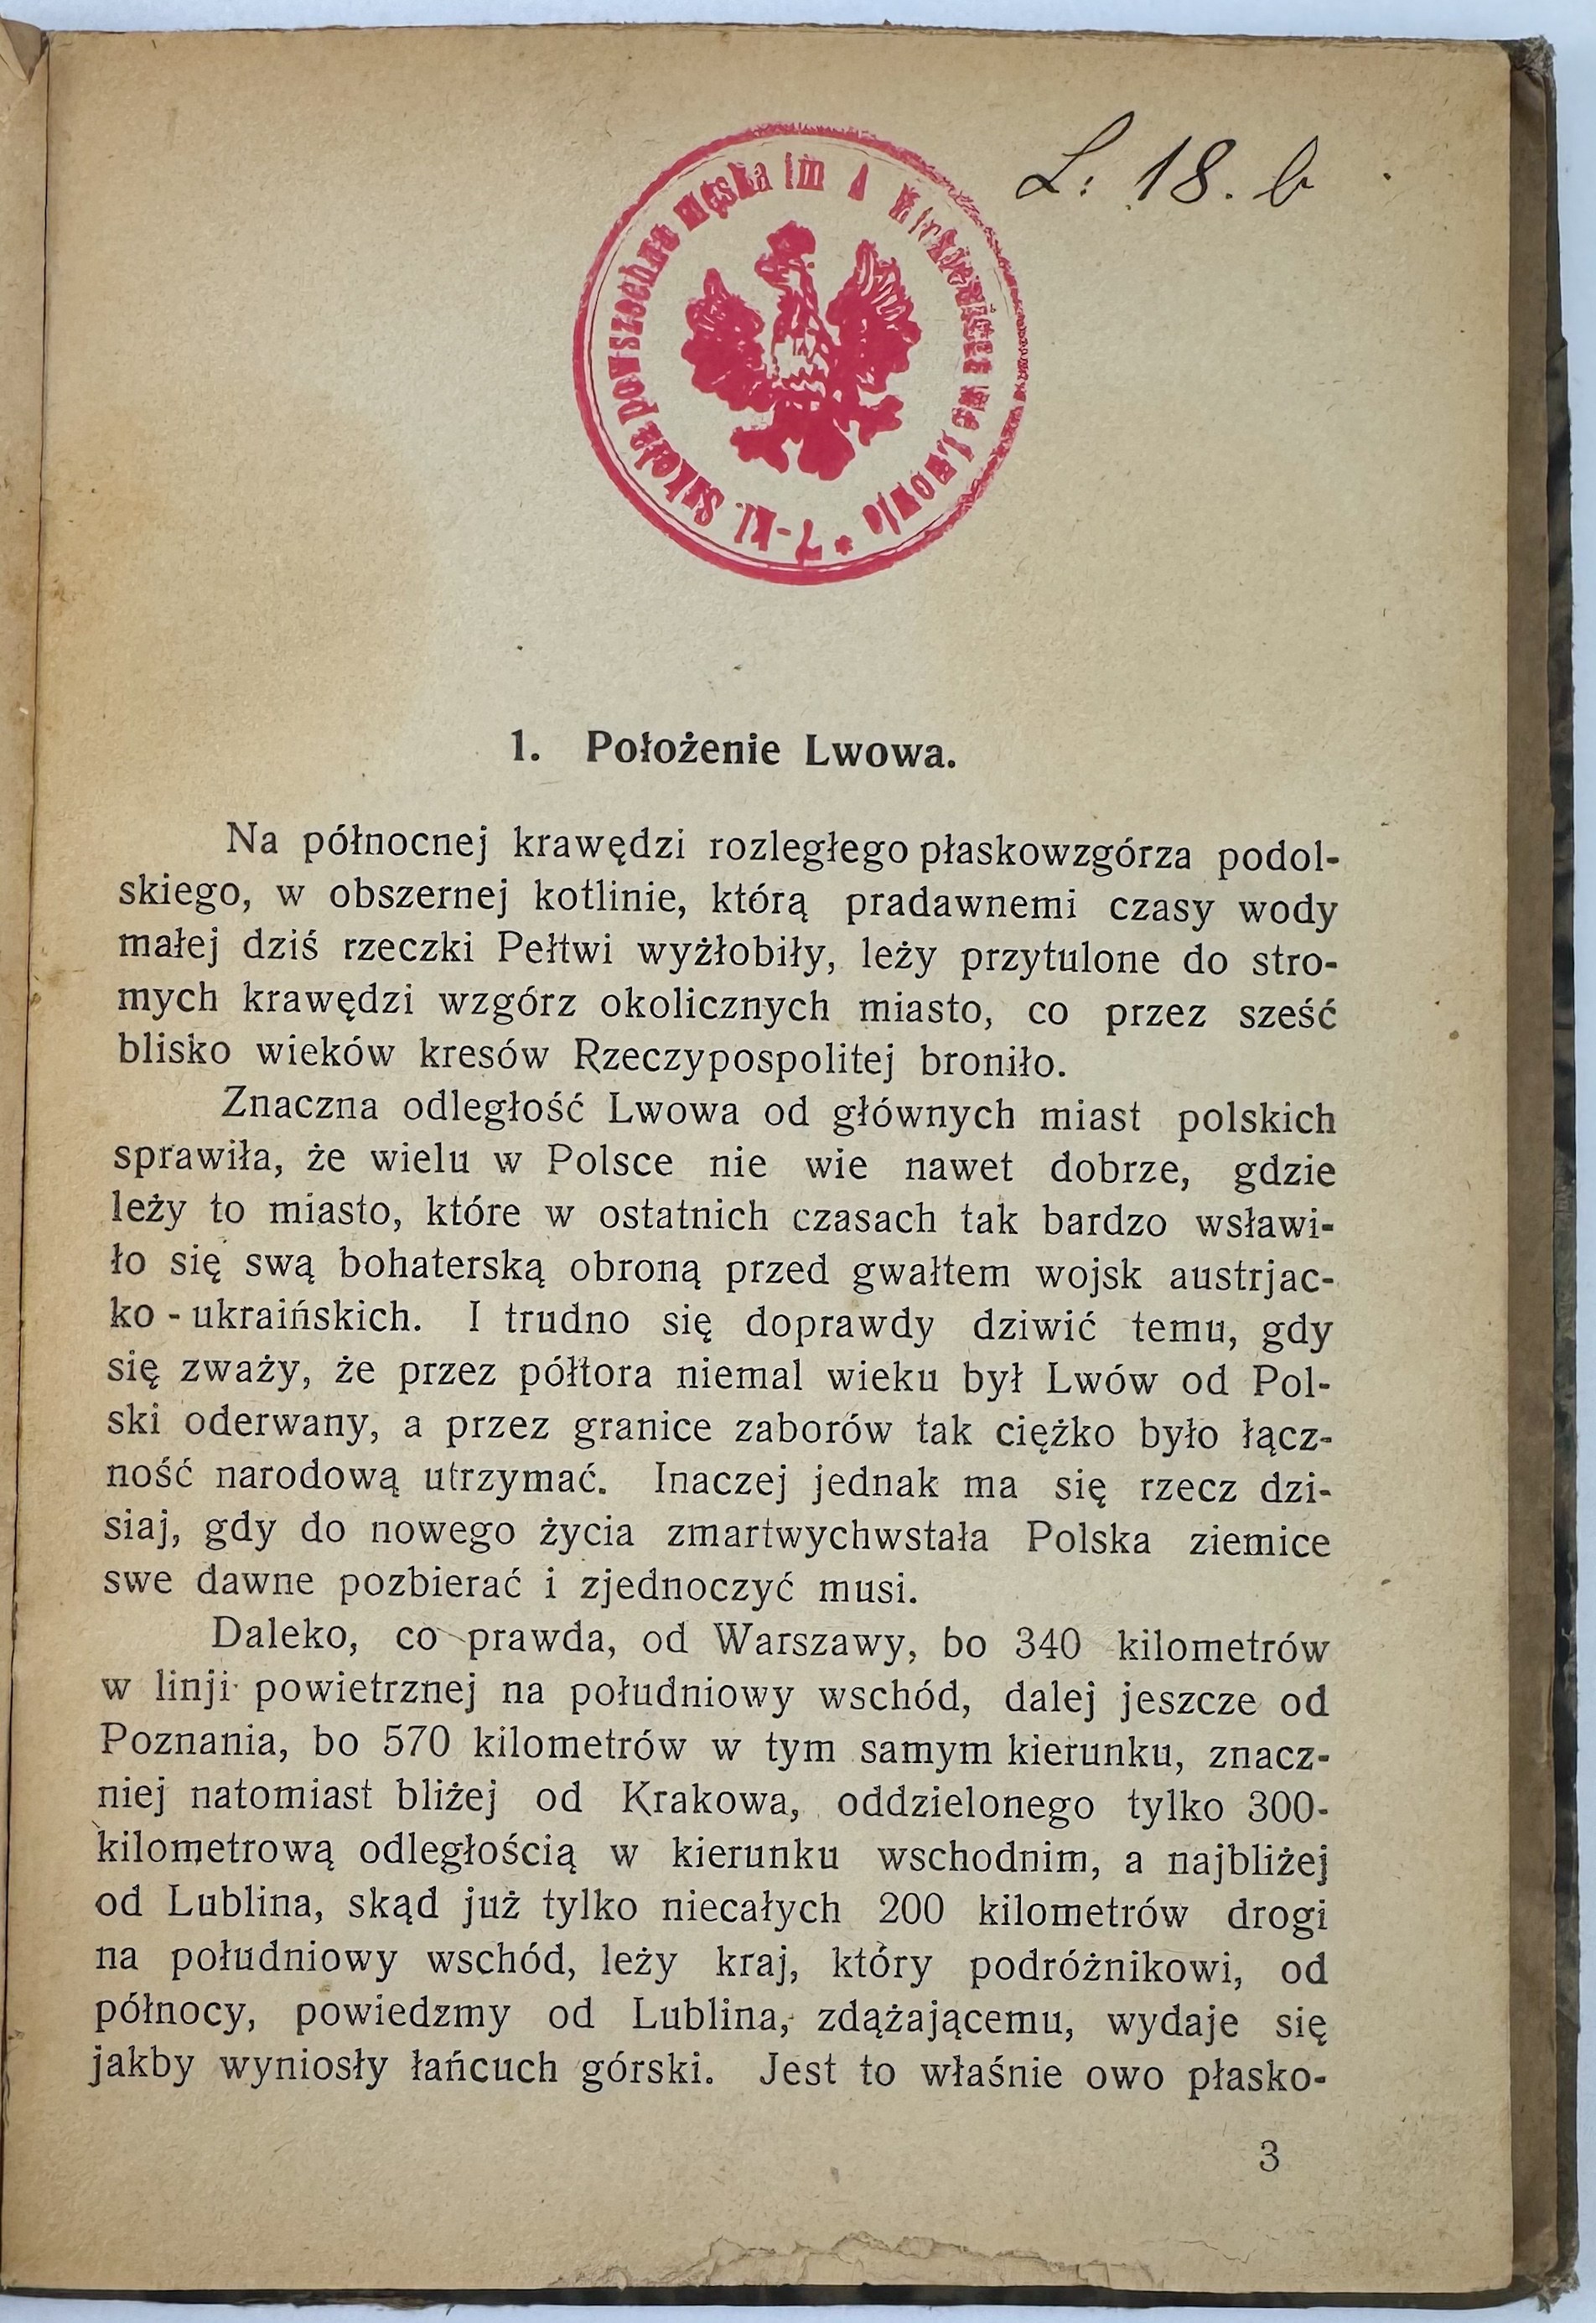 L: 18. b
7-kl. Szkoła powszechna męska im A we Lwowie *
1. Położenie Lwowa.
Na północnej krawędzi rozległego płaskowzgórza podol-
skiego, w obszernej kotlinie, którą pradawnemi czasy wody
małej dziś rzeczki Pełtwi wyżłobiły, leży przytulone do stro-
mych krawędzi wzgórz okolicznych miasto, co przez sześć
blisko wieków kresów Rzeczypospolitej broniło.
Znaczna odległość Lwowa od głównych miast polskich
sprawiła, że wielu w Polsce nie wie nawet dobrze, gdzie
leży to miasto, które w ostatnich czasach tak bardzo wsławi-
ło się swą bohaterską obroną przed gwałtem wojsk austrjac-
ko - ukraińskich. I trudno się doprawdy dziwić temu, gdy
się zważy, że przez półtora niemal wieku był Lwów od Pol-
ski oderwany, a przez granice zaborów tak ciężko było łącz-
ność narodową utrzymać. Inaczej jednak ma się rzecz dzi-
siaj, gdy do nowego życia zmartwychwstała Polska ziemice
swe dawne pozbierać i zjednoczyć musi.
Daleko, co prawda, od Warszawy, bo 340 kilometrów
w linji powietrznej na południowy wschód, dalej jeszcze od
Poznania, bo 570 kilometrów w tym samym kierunku, znacz-
niej natomiast bliżej od Krakowa, oddzielonego tylko 300-
kilometrową odległością w kierunku wschodnim, a najbliżej
od Lublina, skąd już tylko niecałych 200 kilometrów drogi
na południowy wschód, leży kraj, który podróżnikowi, od
północy, powiedzmy od Lublina, zdążającemu, wydaje się
jakby wyniosły łańcuch górski. Jest to właśnie owo płasko-
3